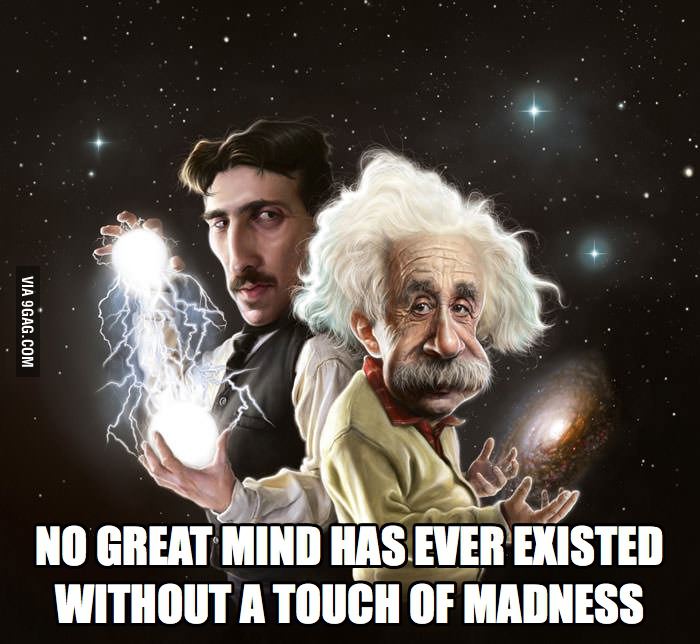 VIA 9GAG.COM
NO GREAT MIND HAS EVER EXISTED
WITHOUT A TOUCH OF MADNESS